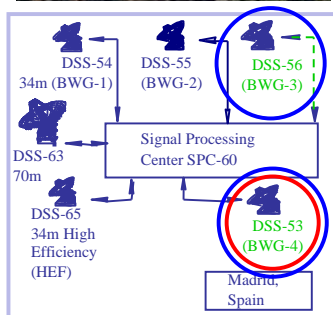 DSS-54
34m (BWG-1)
DSS-55
(BWG-2)
DSS-56
(BWG-3)
Signal Processing
Center SPC-60
DSS-63
70m
DSS-65
34m High
Efficiency
(HEF)
DSS-53
(BWG-4)
Madrid,
Spain